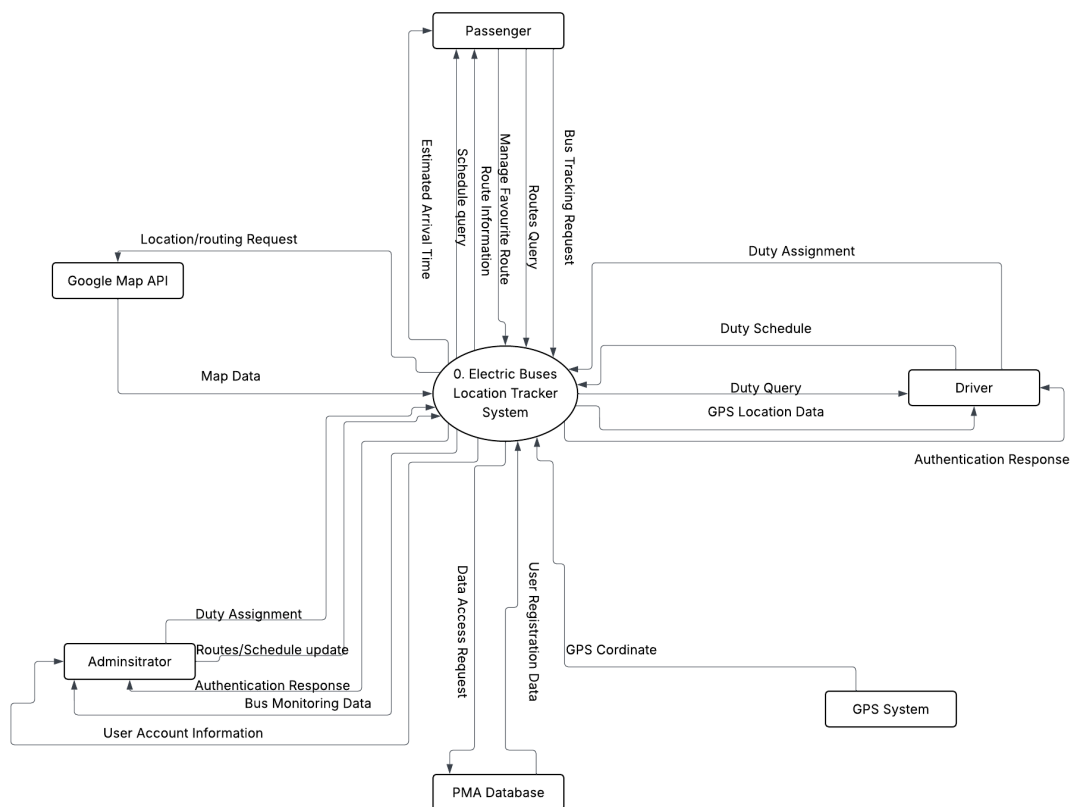 Passenger
Estimated Arrival Time
Schedule query
Route Information
Manage Favourite Route
Routes Query
Bus Tracking Request
Location/routing Request
Google Map API
Map Data
0. Electric Buses
Location Tracker
System
Duty Assignment
Duty Schedule
Driver
Duty Query
GPS Location Data
Authentication Response
Duty Assignment
Routes/Schedule update
Adminsitrator
Authentication Response
Bus Monitoring Data
User Account Information
Data Access Request
User Registration Data
GPS Cordinate
GPS System
PMA Database